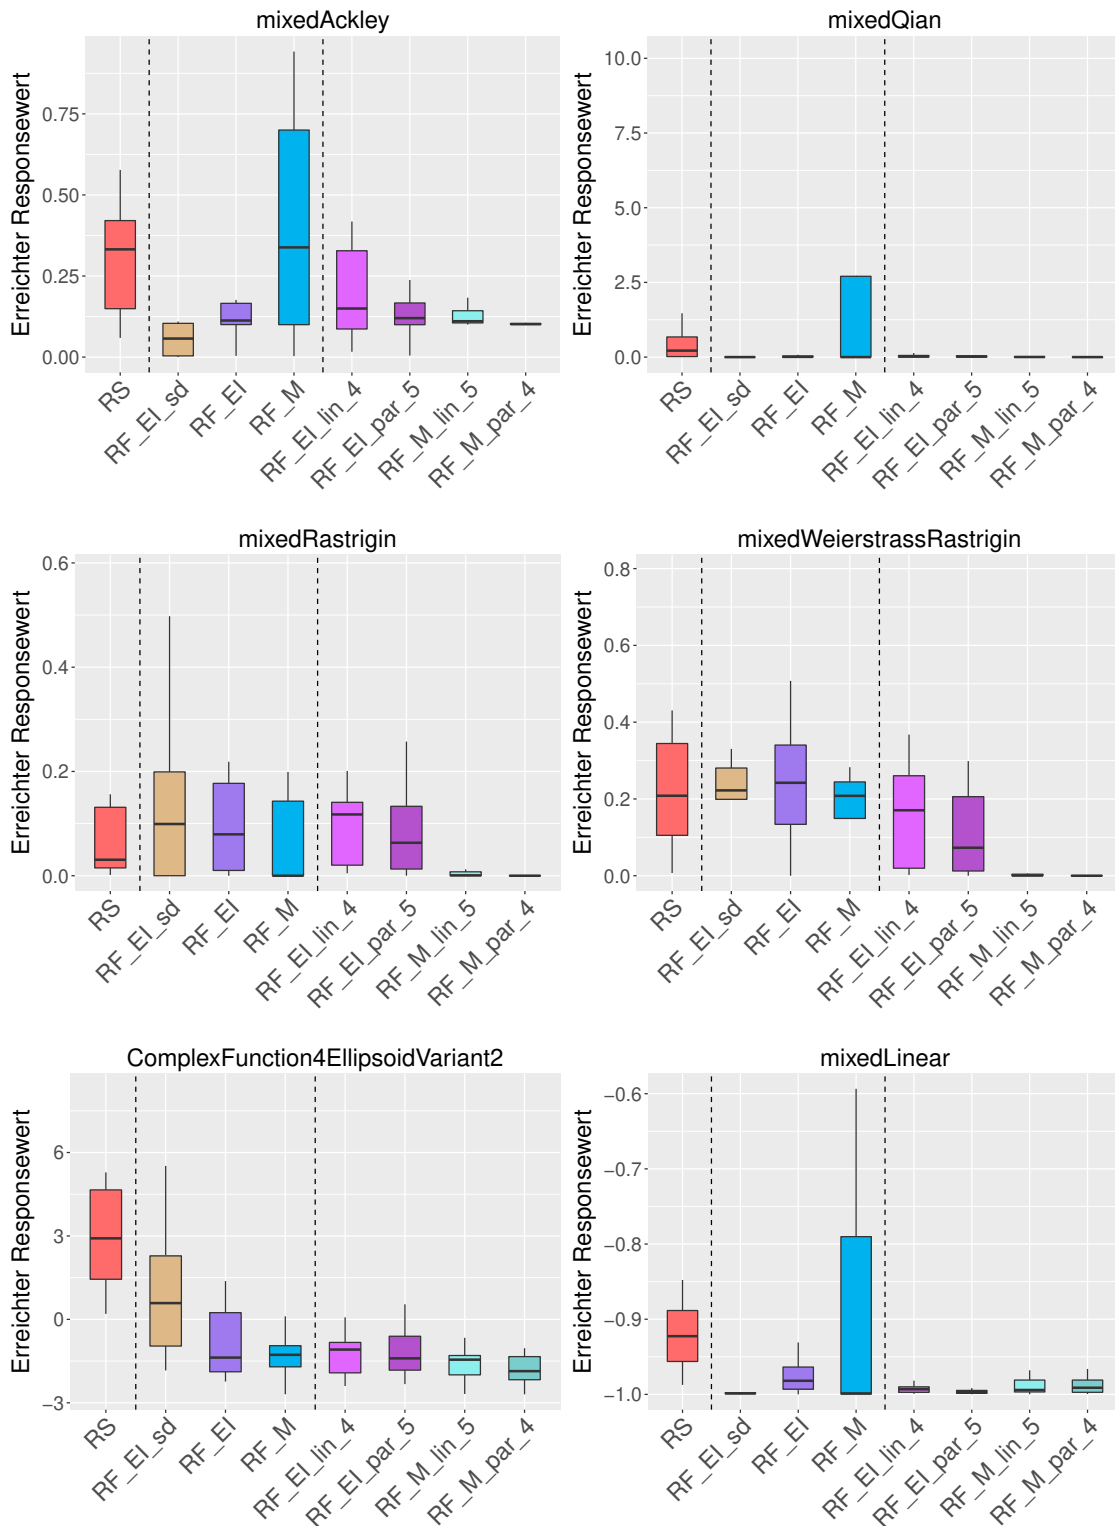 mixedAckley
Erreichter Responsewert
0.75
0.50
0.25
0.00
RS
RF_EI_sd
RF_EI
RF_M
RF_EI_lin_4
RF_EI_par_5
RF_M_lin_5
RF_M_par_4
mixedQian
Erreichter Responsewert
10.0
7.5
5.0
2.5
0.0
RS
RF_EI_sd
RF_EI
RF_M
RF_EI_lin_4
RF_EI_par_5
RF_M_lin_5
RF_M_par_4
mixedRastrigin
Erreichter Responsewert
0.6
0.4
0.2
0.0
RS
RF_EI_sd
RF_EI
RF_M
RF_EI_lin_4
RF_EI_par_5
RF_M_lin_5
RF_M_par_4
mixedWeierstrassRastrigin
Erreichter Responsewert
0.8
0.6
0.4
0.2
0.0
RS
RF_EI_sd
RF_EI
RF_M
RF_EI_lin_4
RF_EI_par_5
RF_M_lin_5
RF_M_par_4
ComplexFunction4EllipsoidVariant2
Erreichter Responsewert
6
3
0
−3
RS
RF_EI_sd
RF_EI
RF_M
RF_EI_lin_4
RF_EI_par_5
RF_M_lin_5
RF_M_par_4
mixedLinear
Erreichter Responsewert
−0.6
−0.7
−0.8
−0.9
−1.0
RS
RF_EI_sd
RF_EI
RF_M
RF_EI_lin_4
RF_EI_par_5
RF_M_lin_5
RF_M_par_4